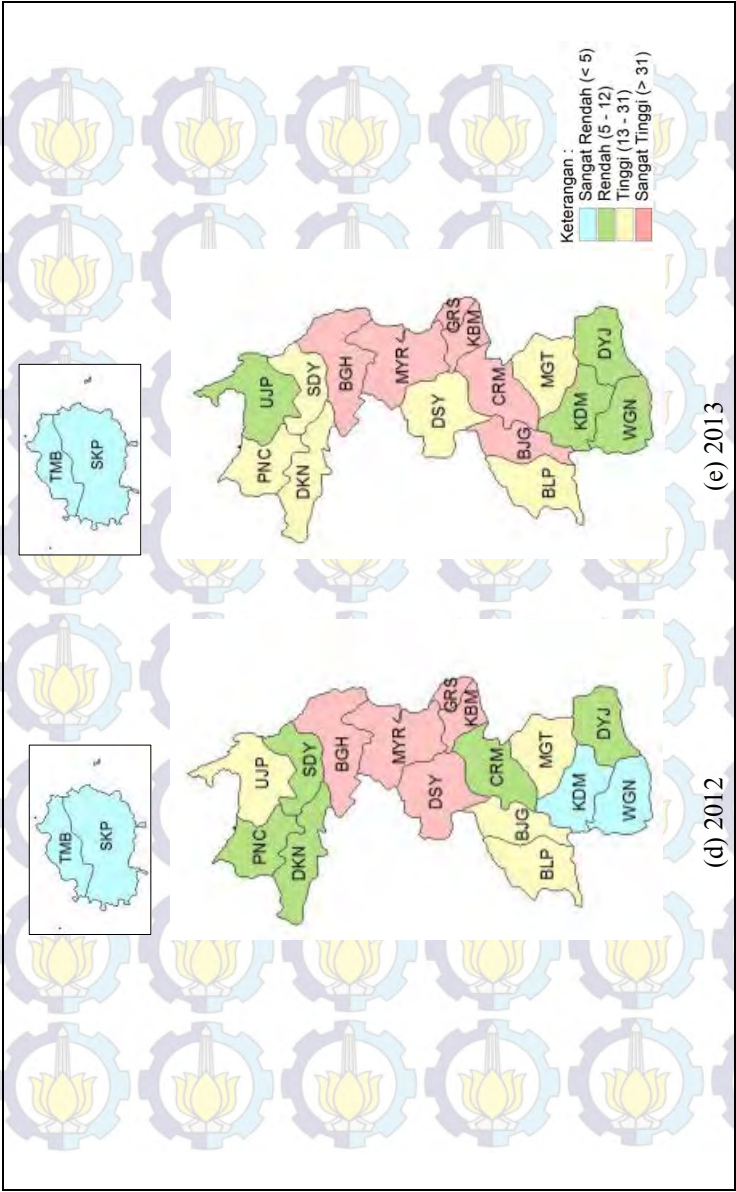 TMB
SKP
UJP
PNC
SDY
DKN
BGH
MYR
DSY
GRS
KBM
CRM
BJG
BLP
MGT
KDM
DYJ
WGN
(d) 2012
TMB
SKP
UJP
PNC
SDY
DKN
BGH
MYR
DSY
GRS
KBM
CRM
BJG
BLP
MGT
KDM
DYJ
WGN
(e) 2013
Keterangan :
Sangat Rendah (< 5)
Rendah (5 - 12)
Tinggi (13 - 31)
Sangat Tinggi (> 31)